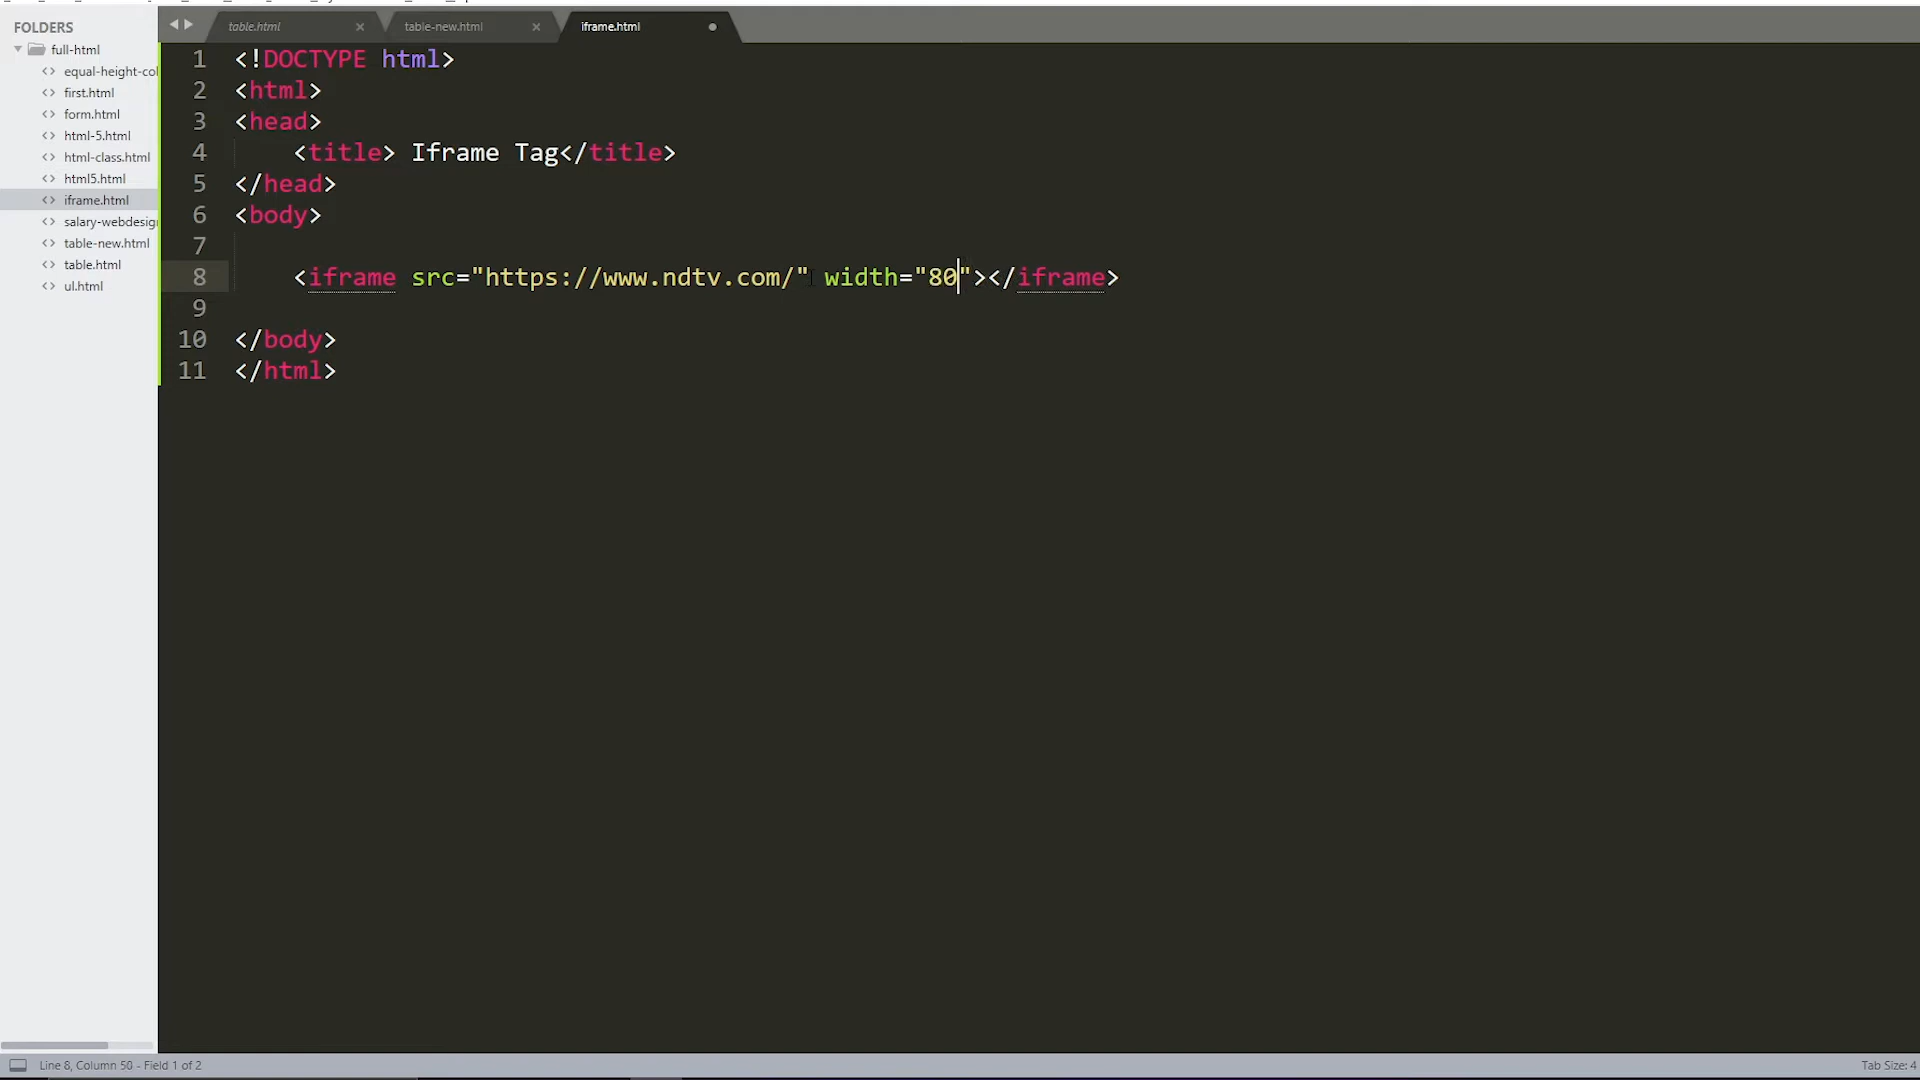 FOLDERS
full-html
equal-height-col
first.html
form.html
html-5.html
html-class.html
html5.html
iframe.html
salary-webdesig
table-new.html
table.html
ul.html
table.html × table-new.html × iframe.html
1 <!DOCTYPE html>
2 <html>
3 <head>
4 <title> Iframe Tag</title>
5 </head>
6 <body>
7
8 <iframe src="https://www.ndtv.com/" width="80"></iframe>
9
10 </body>
11 </html>
Line 8, Column 50 - Field 1 of 2
Tab Size: 4